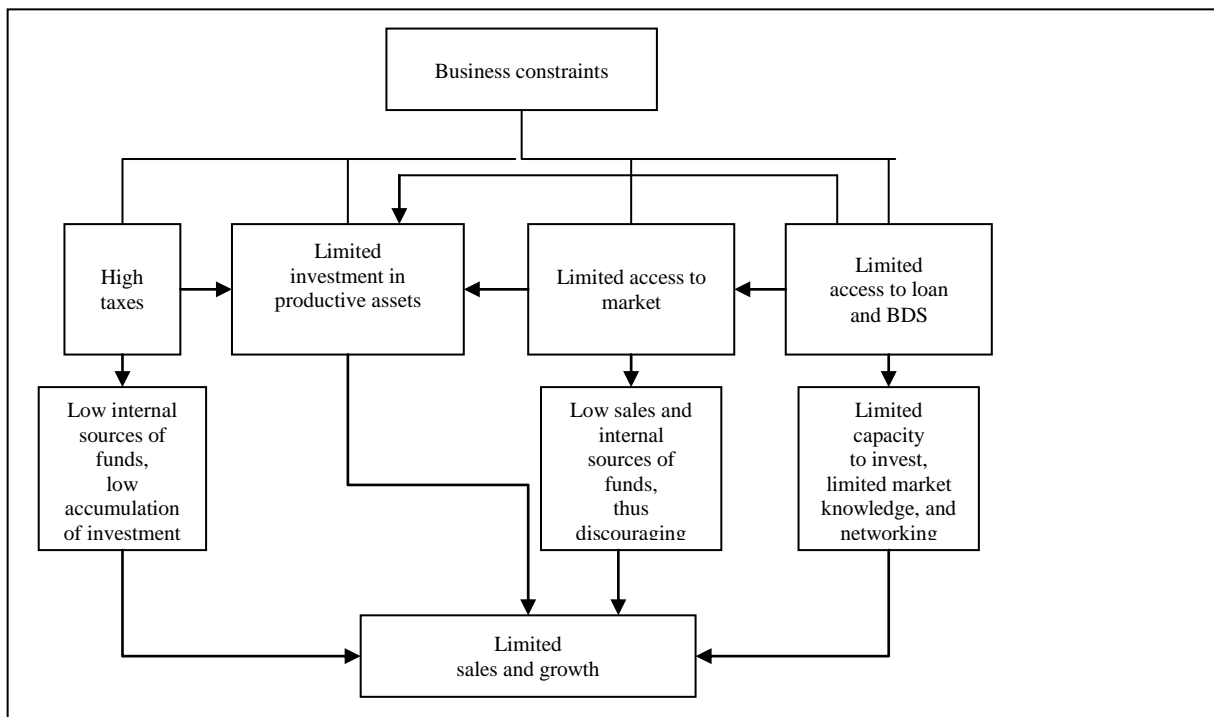 Business constraints
High
taxes
Limited
investment in
productive assets
Limited access to
market
Limited
access to loan
and BDS
Low internal
sources of
funds,
low
accumulation
of investment
Low sales and
internal
sources of
funds,
thus
discouraging
Limited
capacity
to invest,
limited market
knowledge, and
networking
Limited
sales and growth